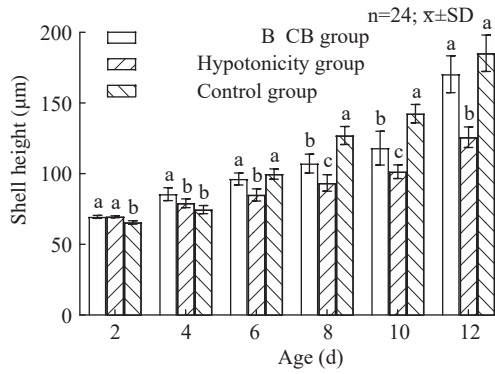 n=24; x̄±SD
B CB group
Hypotonicity group
Control group
Shell height (μm)
200
150
100
50
0
a a b
a b b
a b a
b c a
b c a
a b a
2 4 6 8 10 12
Age (d)